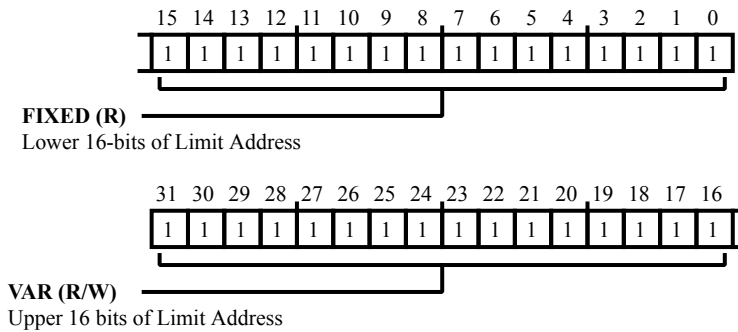 15 14 13 12 11 10 9 8 7 6 5 4 3 2 1 0
1 1 1 1 1 1 1 1 1 1 1 1 1 1 1 1
FIXED (R)
Lower 16-bits of Limit Address
31 30 29 28 27 26 25 24 23 22 21 20 19 18 17 16
1 1 1 1 1 1 1 1 1 1 1 1 1 1 1 1
VAR (R/W)
Upper 16 bits of Limit Address